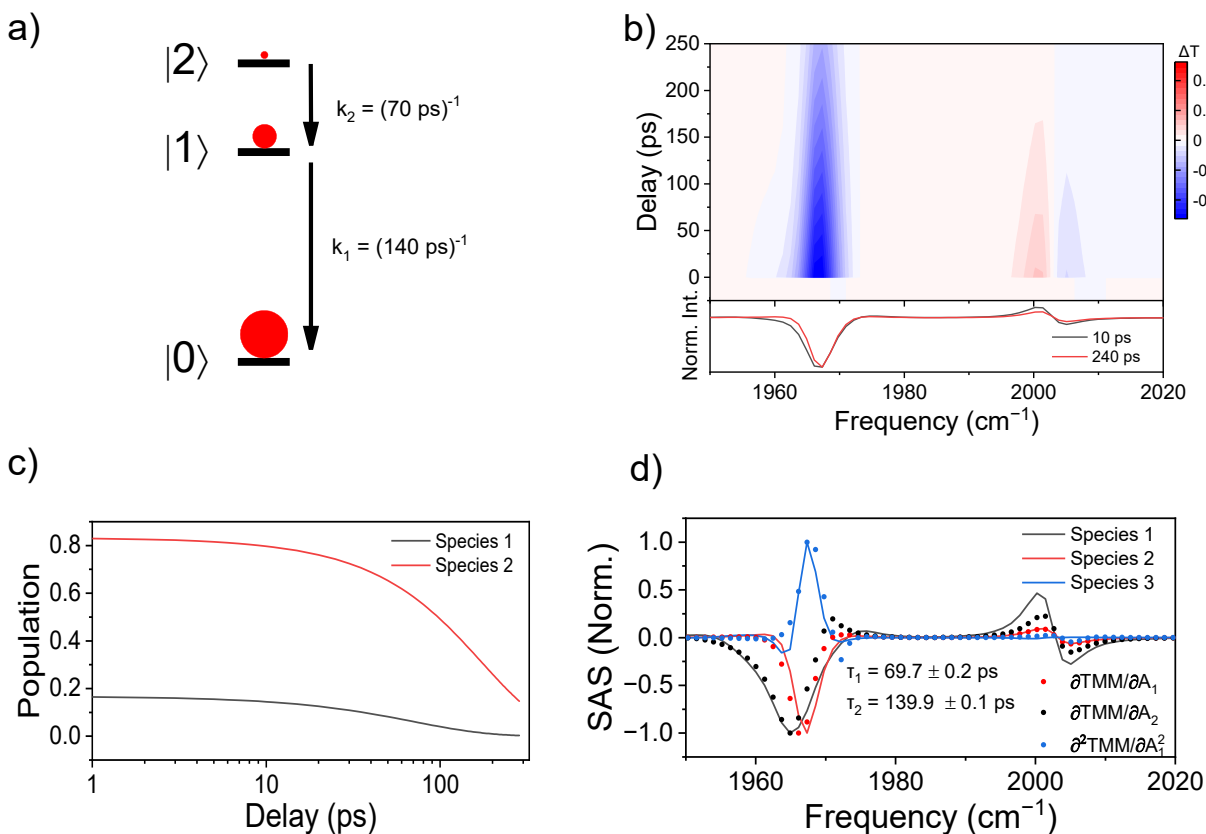 a)
|2⟩
k₂ = (70 ps)⁻¹
|1⟩
k₁ = (140 ps)⁻¹
|0⟩
b)
ΔT
250
200
150
100
50
0
Delay (ps)
0.
0.
0
-0
-0
Norm. Int.
10 ps
240 ps
1960
1980
2000
2020
Frequency (cm⁻¹)
c)
Population
0.8
0.6
0.4
0.2
0.0
Species 1
Species 2
1
10
100
Delay (ps)
d)
SAS (Norm.)
1.0
0.5
0.0
−0.5
−1.0
Species 1
Species 2
Species 3
τ₁ = 69.7 ± 0.2 ps
τ₂ = 139.9 ± 0.1 ps
∂TMM/∂A₁
∂TMM/∂A₂
∂²TMM/∂A₁²
1960
1980
2000
2020
Frequency (cm⁻¹)